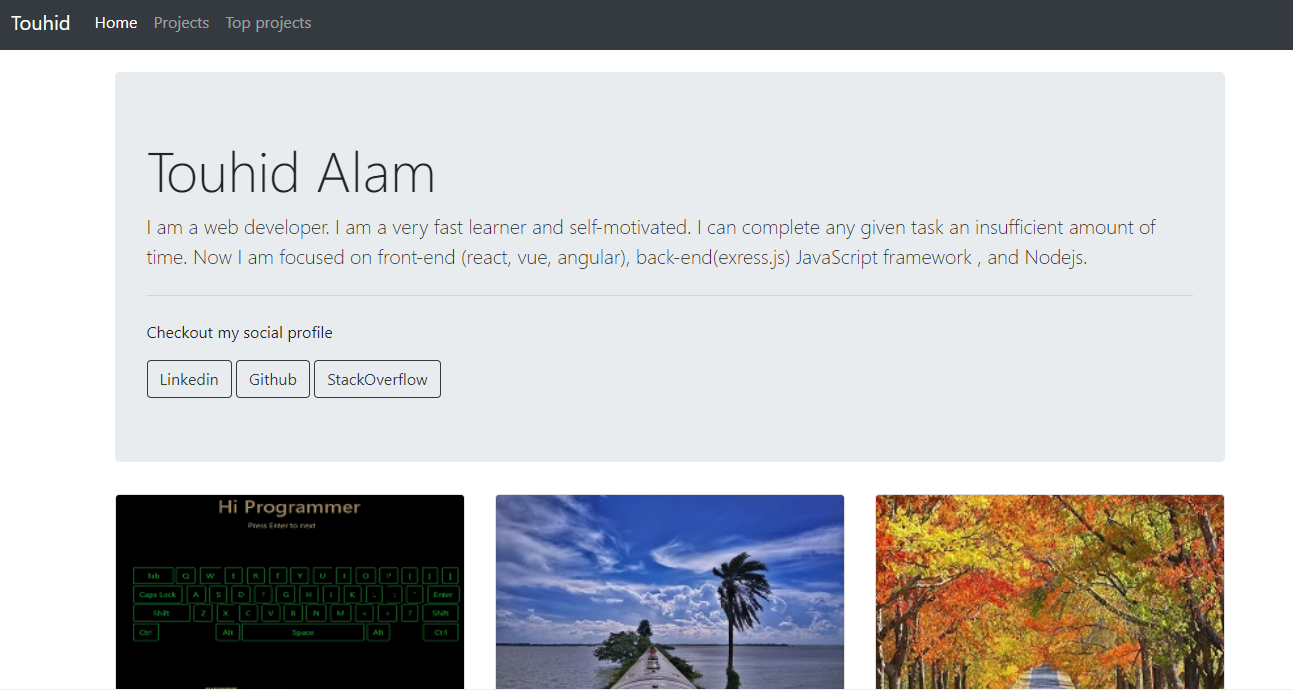 Touhid Home Projects Top projects
Touhid Alam
I am a web developer. I am a very fast learner and self-motivated. I can complete any given task an insufficient amount of
time. Now I am focused on front-end (react, vue, angular), back-end(exress.js) JavaScript framework , and Nodejs.
Checkout my social profile
Linkedin Github StackOverflow
Hi Programmer
Press Enter to next
Tab Q W E R T Y U I O P [ ] 
Caps Lock A S D F G H J K L ; ' Enter
Shift Z X C V B N M < > ? Shift
Ctrl Alt Space Alt Ctrl